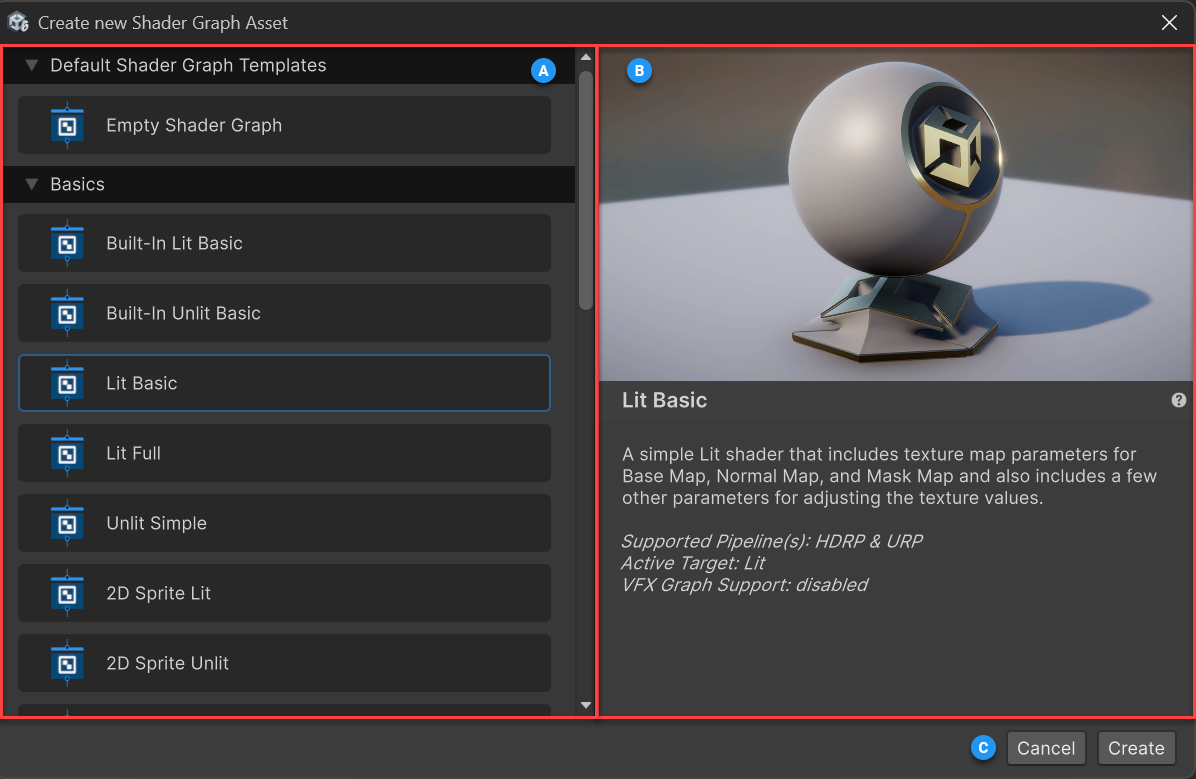 Create new Shader Graph Asset
Default Shader Graph Templates
A
Empty Shader Graph
Basics
Built-In Lit Basic
Built-In Unlit Basic
Lit Basic
Lit Full
Unlit Simple
2D Sprite Lit
2D Sprite Unlit
B
Lit Basic
?
A simple Lit shader that includes texture map parameters for
Base Map, Normal Map, and Mask Map and also includes a few
other parameters for adjusting the texture values.
Supported Pipeline(s): HDRP & URP
Active Target: Lit
VFX Graph Support: disabled
C
Cancel
Create